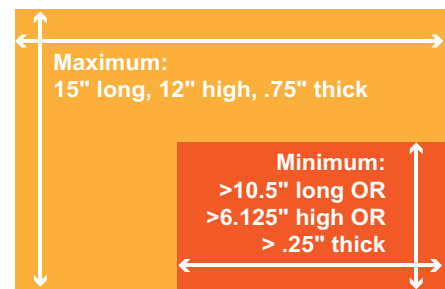 Maximum:
15" long, 12" high, .75" thick
Minimum:
>10.5" long OR
>6.125" high OR
> .25" thick